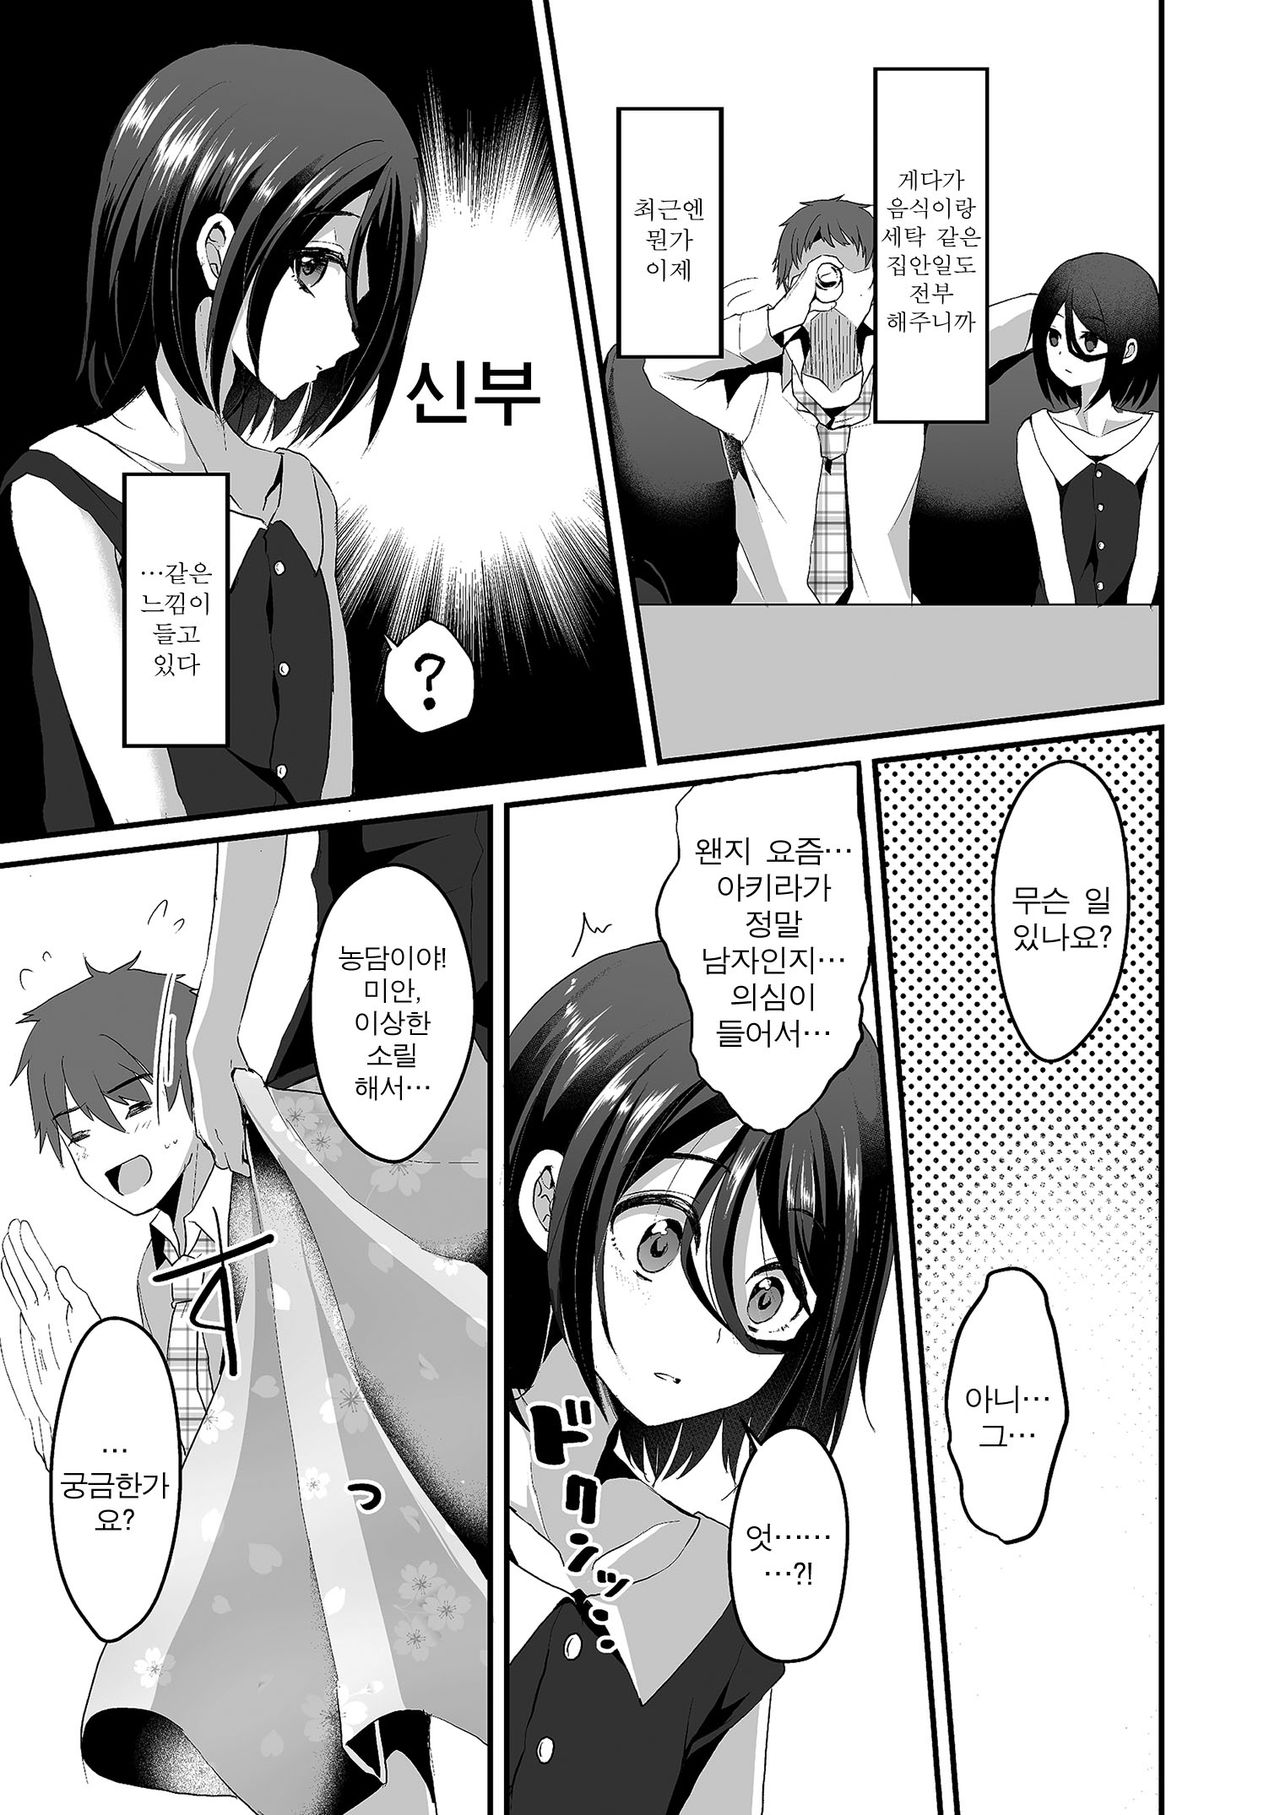 게다가
음식이랑
세탁 같은
집안일도
전부
해주니까
최근엔
뭔가
이제
신부
…같은
느낌이
들고
있다
?
무슨 일
있나요?
아니…
그…
왠지 요즘…
아키라가
정말
남자인지…
의심이
들어서…
엇……
…?!
ドクンッ
농담이야!
미안,
이상한
소릴
해서…
スッ
…
궁금한가
요?